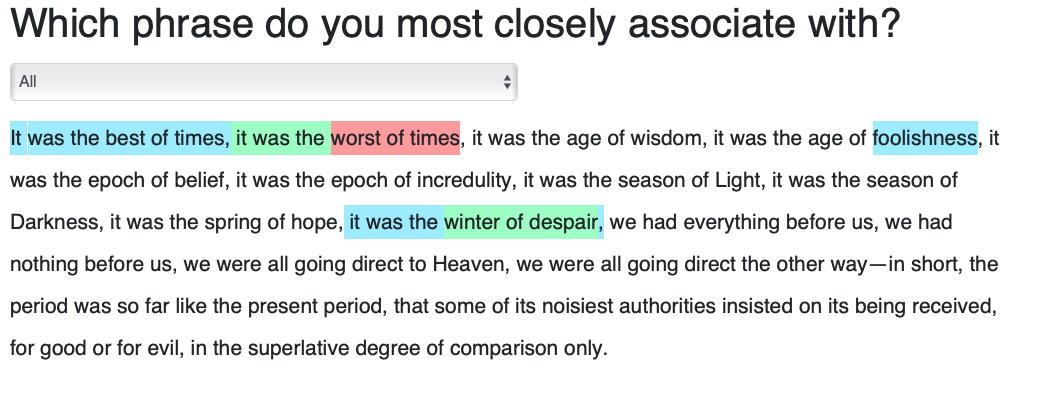 Which phrase do you most closely associate with?
All
It was the best of times, it was the worst of times, it was the age of wisdom, it was the age of foolishness, it
was the epoch of belief, it was the epoch of incredulity, it was the season of Light, it was the season of
Darkness, it was the spring of hope, it was the winter of despair, we had everything before us, we had
nothing before us, we were all going direct to Heaven, we were all going direct the other way—in short, the
period was so far like the present period, that some of its noisiest authorities insisted on its being received,
for good or for evil, in the superlative degree of comparison only.